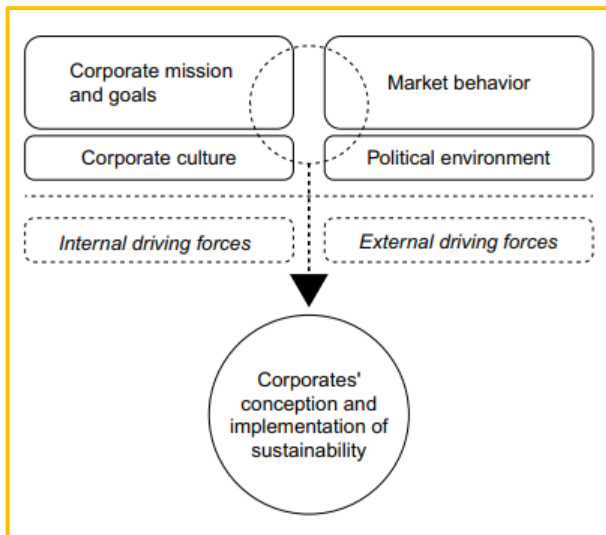 Corporate mission
and goals
Market behavior
Corporate culture
Political environment
Internal driving forces
External driving forces
Corporates'
conception and
implementation of
sustainability